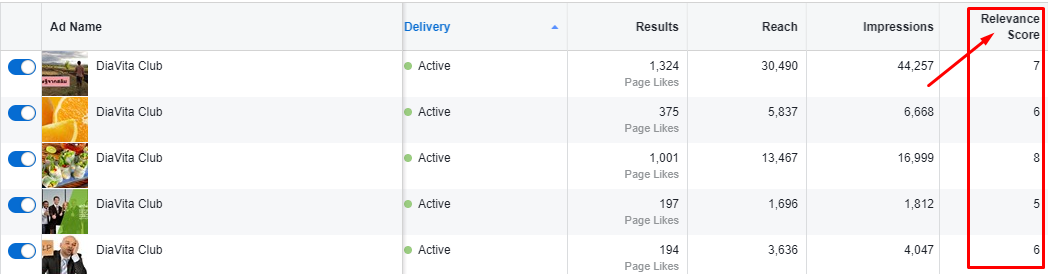 Ad Name Delivery Results Reach Impressions Relevance Score
DiaVita Club Active 1,324 30,490 44,257 7
Page Likes
DiaVita Club Active 375 5,837 6,668 6
Page Likes
DiaVita Club Active 1,001 13,467 16,999 8
Page Likes
DiaVita Club Active 197 1,696 1,812 5
Page Likes
DiaVita Club Active 194 3,636 4,047 6
Page Likes